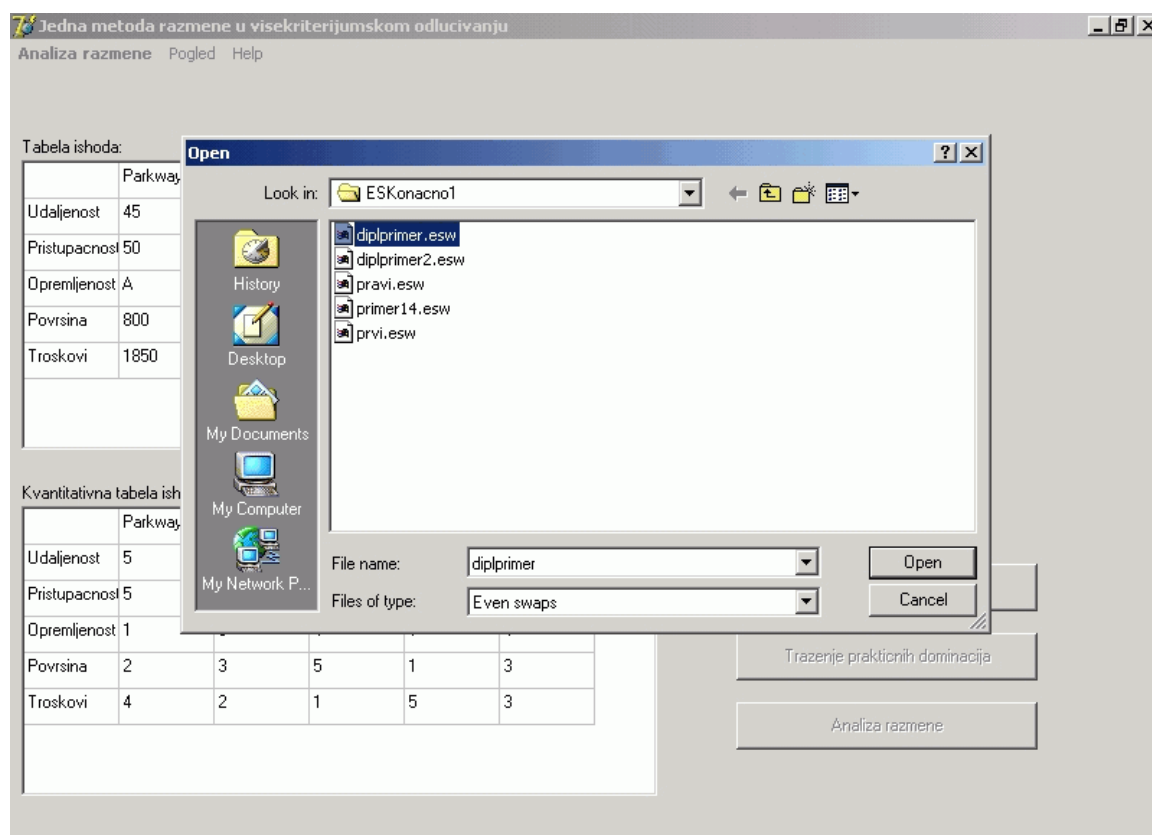 Jedna metoda razmene u visekriterijumskom odlucivanju
Analiza razmene Pogled Help
Tabela ishoda:
Parkway
Udaljenost 45
Pristupacnost 50
Opremljenost A
Povrsina 800
Troskovi 1850
Open
Look in: ESKonacno1
History
Desktop
My Documents
My Computer
My Network P...
diplprimer.esw
diplprimer2.esw
pravi.esw
primer14.esw
prvi.esw
File name: diplprimer Open
Files of type: Even swaps Cancel
Kvantitativna tabela ish
Parkway
Udaljenost 5
Pristupacnost 5
Opremljenost 1
Povrsina 2 3 5 1 3
Troskovi 4 2 1 5 3
Trazenje prakticnih dominacija
Analiza razmene